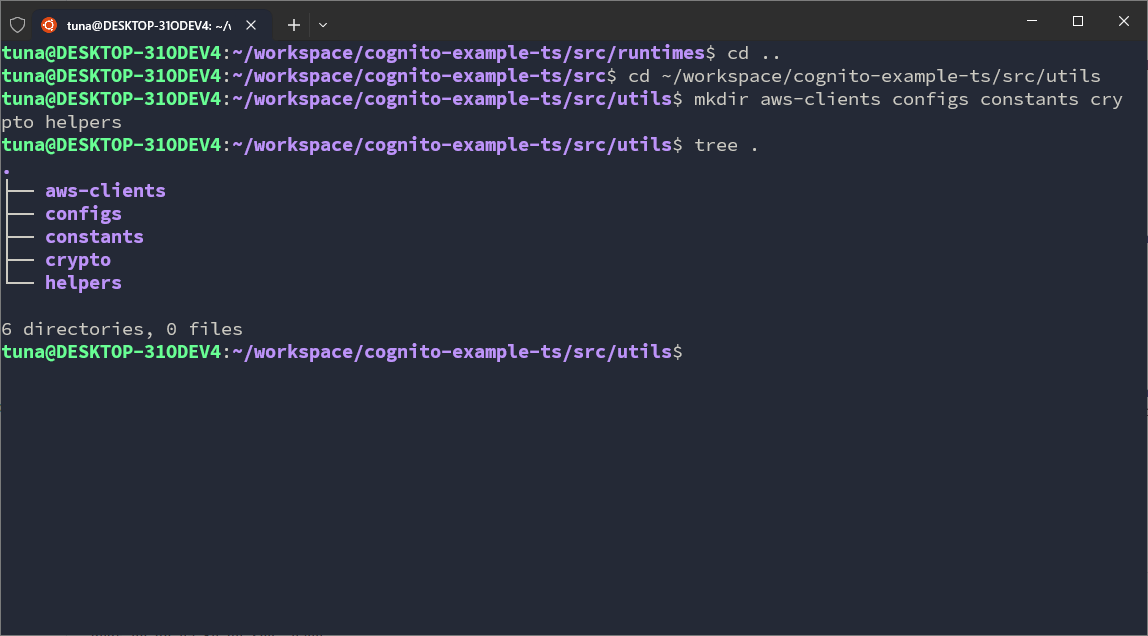 tuna@DESKTOP-31ODEV4: ~/v
tuna@DESKTOP-31ODEV4:~/workspace/cognito-example-ts/src/runtimes$ cd ..
tuna@DESKTOP-31ODEV4:~/workspace/cognito-example-ts/src$ cd ~/workspace/cognito-example-ts/src/utils
tuna@DESKTOP-31ODEV4:~/workspace/cognito-example-ts/src/utils$ mkdir aws-clients configs constants cry
pto helpers
tuna@DESKTOP-31ODEV4:~/workspace/cognito-example-ts/src/utils$ tree .
.
├── aws-clients
├── configs
├── constants
├── crypto
└── helpers
6 directories, 0 files
tuna@DESKTOP-31ODEV4:~/workspace/cognito-example-ts/src/utils$